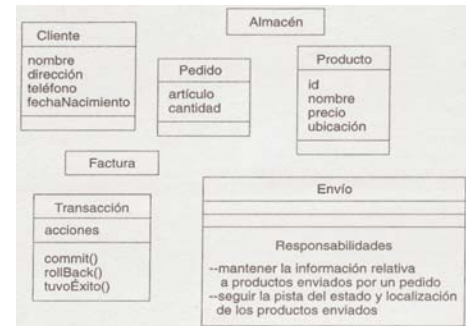 Almacén
Cliente
nombre
dirección
teléfono
fechaNacimiento
Pedido
artículo
cantidad
Producto
id
nombre
precio
ubicación
Factura
Transacción
acciones
commit()
rollBack()
tuvoÉxito()
Envío
Responsabilidades
--mantener la información relativa
a productos enviados por un pedido
--seguir la pista del estado y localización
de los productos enviados